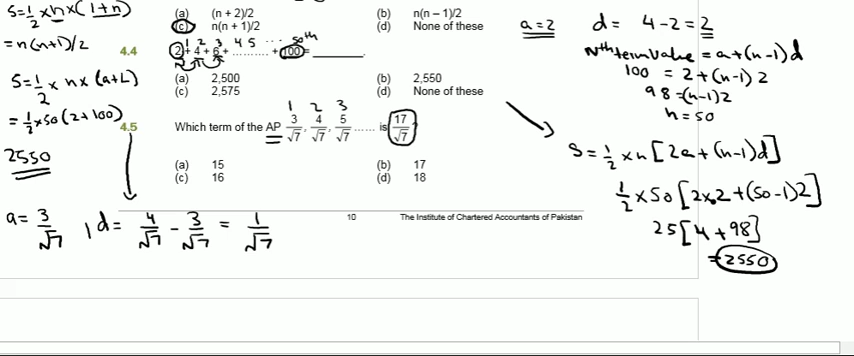 S=1/2 x n x (1+n)
(a) (n + 2)/2 (b) n(n – 1)/2
(c) n(n + 1)/2 (d) None of these
= n(n+1)/2
a=2
d = 4-2 = 2
1 2 3 4 5 ... 50th
4.4 2 + 4 + 6 + ........... + 100 =
Nth term value = a+(n-1)d
100 = 2+(n-1)2
98=(n-1)2
n=50
S=1/2 x n x (a+L)
(a) 2,500 (b) 2,550
(c) 2,575 (d) None of these
= 1/2 x 50 (2+100)
2550
1 2 3
4.5 Which term of the AP 3/√7, 4/√7, 5/√7 ...... is 17/√7?
(a) 15 (b) 17
(c) 16 (d) 18
S=1/2 x n [2a+(n-1)d]
1/2 x 50 [2x2+(50-1)2]
25[4+98]
=2550
a= 3/√7 , d= 4/√7 - 3/√7 = 1/√7
10 The Institute of Chartered Accountants of Pakistan